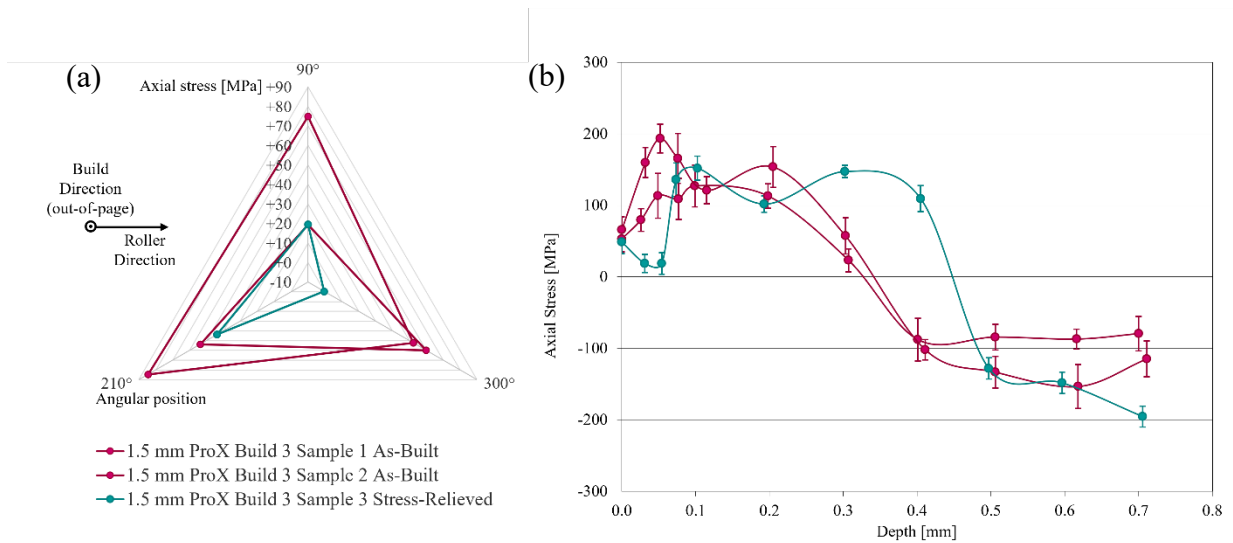 (a)
Axial stress [MPa]
90°
+90
+80
+70
+60
+50
+40
+30
+20
+10
+0
-10
Build
Direction
(out-of-page)
Roller
Direction
210°
300°
Angular position
1.5 mm ProX Build 3 Sample 1 As-Built
1.5 mm ProX Build 3 Sample 2 As-Built
1.5 mm ProX Build 3 Sample 3 Stress-Relieved
(b)
Axial Stress [MPa]
300
200
100
0
-100
-200
-300
0.0 0.1 0.2 0.3 0.4 0.5 0.6 0.7 0.8
Depth [mm]